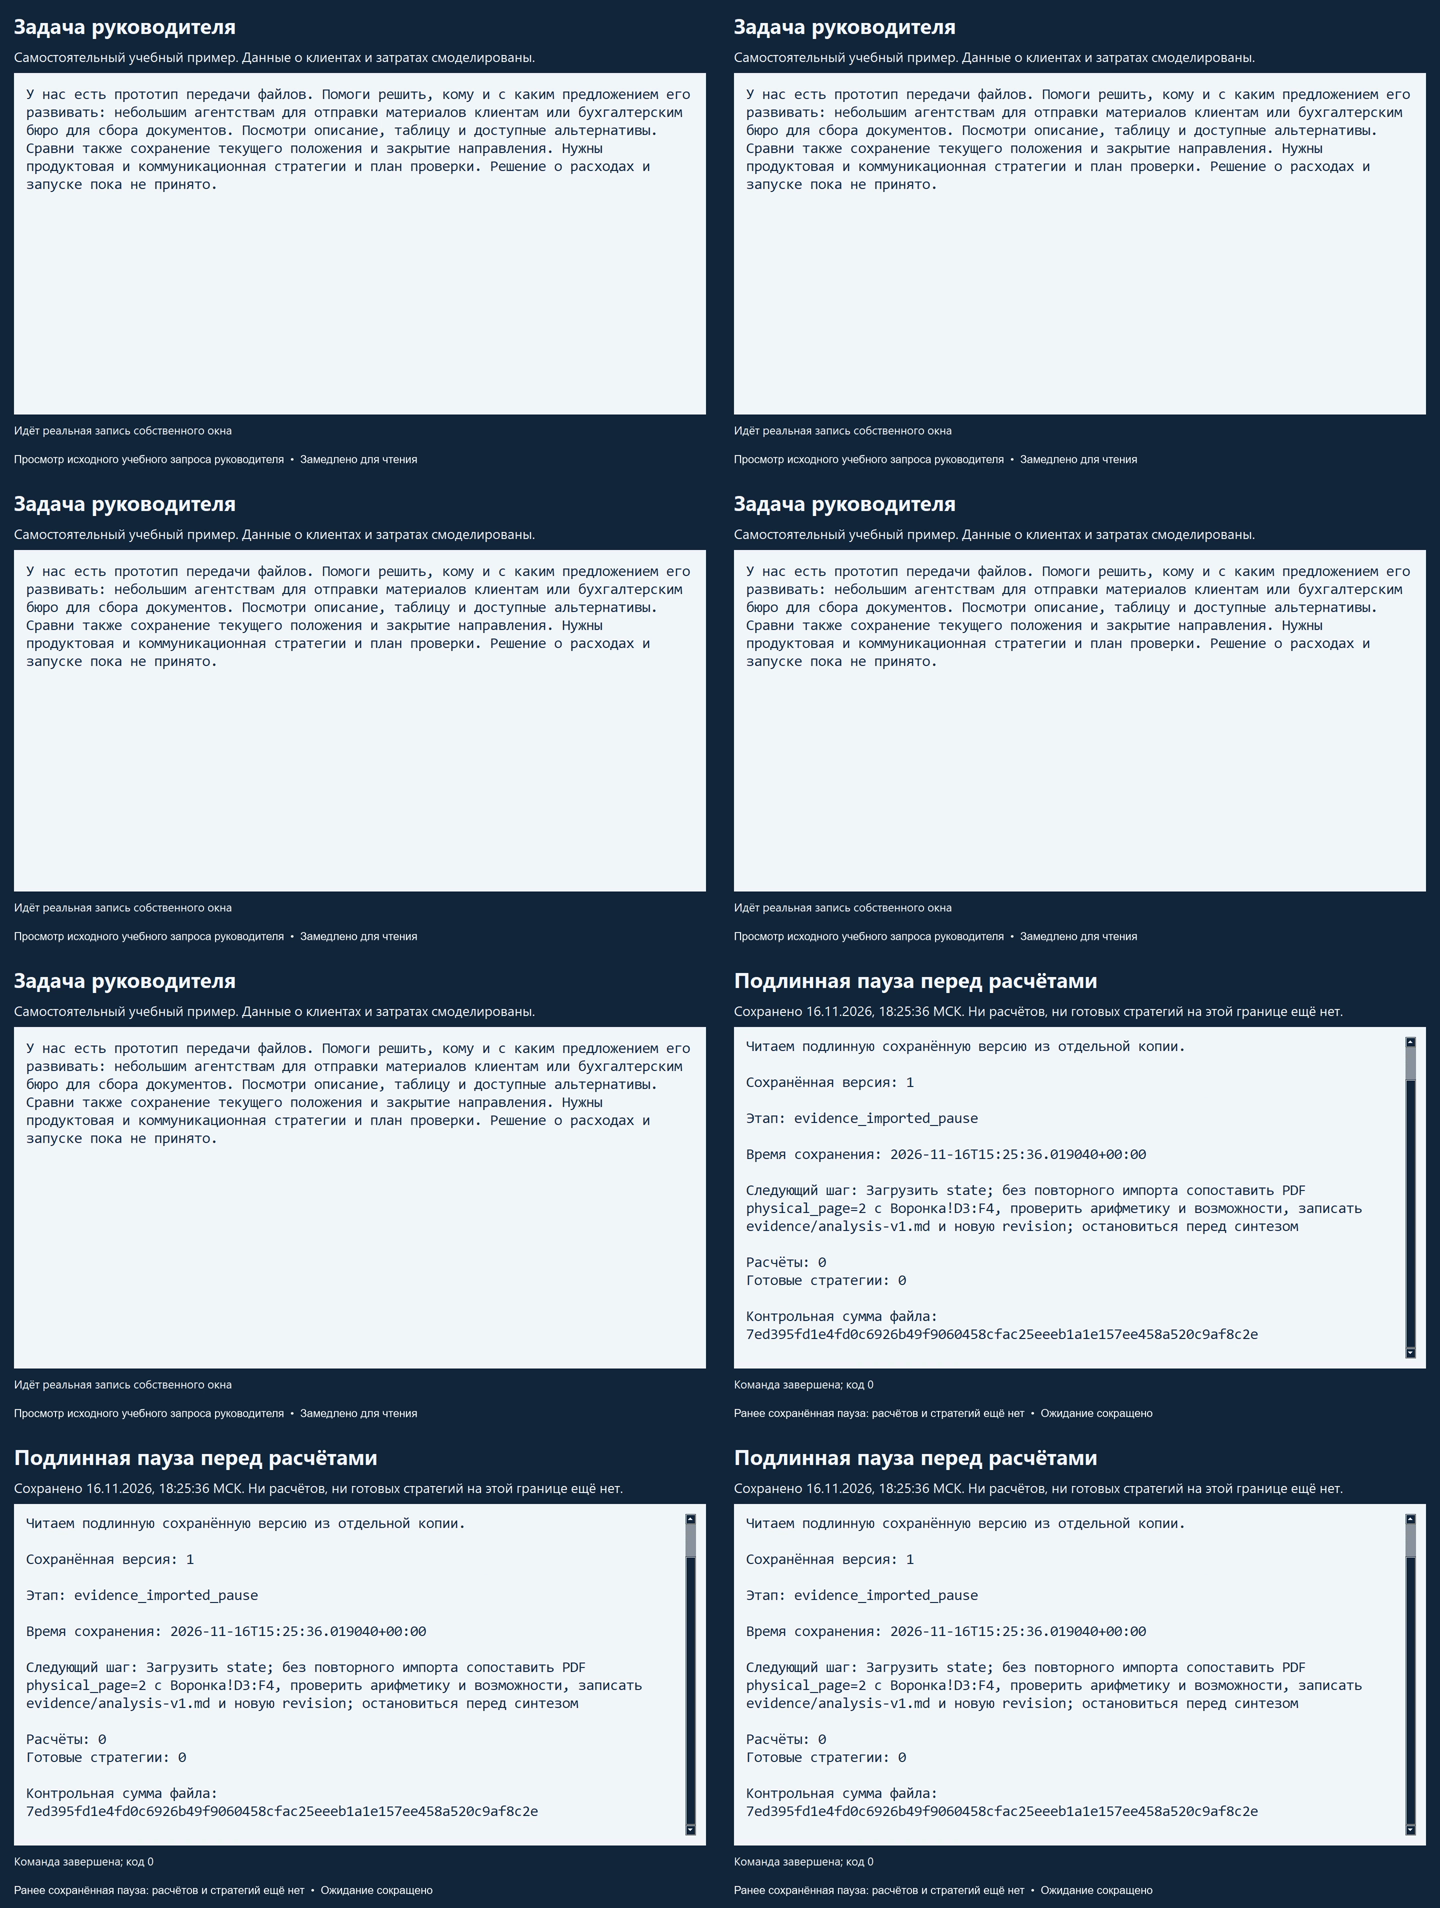 Задача руководителя
Самостоятельный учебный пример. Данные о клиентах и затратах смоделированы.
У нас есть прототип передачи файлов. Помоги решить, кому и с каким предложением его
развивать: небольшим агентствам для отправки материалов клиентам или бухгалтерским
бюро для сбора документов. Посмотри описание, таблицу и доступные альтернативы.
Сравни также сохранение текущего положения и закрытие направления. Нужны
продуктовая и коммуникационная стратегии и план проверки. Решение о расходах и
запуске пока не принято.
Идёт реальная запись собственного окна
Просмотр исходного учебного запроса руководителя • Замедлено для чтения
Задача руководителя
Самостоятельный учебный пример. Данные о клиентах и затратах смоделированы.
У нас есть прототип передачи файлов. Помоги решить, кому и с каким предложением его
развивать: небольшим агентствам для отправки материалов клиентам или бухгалтерским
бюро для сбора документов. Посмотри описание, таблицу и доступные альтернативы.
Сравни также сохранение текущего положения и закрытие направления. Нужны
продуктовая и коммуникационная стратегии и план проверки. Решение о расходах и
запуске пока не принято.
Идёт реальная запись собственного окна
Просмотр исходного учебного запроса руководителя • Замедлено для чтения
Задача руководителя
Самостоятельный учебный пример. Данные о клиентах и затратах смоделированы.
У нас есть прототип передачи файлов. Помоги решить, кому и с каким предложением его
развивать: небольшим агентствам для отправки материалов клиентам или бухгалтерским
бюро для сбора документов. Посмотри описание, таблицу и доступные альтернативы.
Сравни также сохранение текущего положения и закрытие направления. Нужны
продуктовая и коммуникационная стратегии и план проверки. Решение о расходах и
запуске пока не принято.
Идёт реальная запись собственного окна
Просмотр исходного учебного запроса руководителя • Замедлено для чтения
Задача руководителя
Самостоятельный учебный пример. Данные о клиентах и затратах смоделированы.
У нас есть прототип передачи файлов. Помоги решить, кому и с каким предложением его
развивать: небольшим агентствам для отправки материалов клиентам или бухгалтерским
бюро для сбора документов. Посмотри описание, таблицу и доступные альтернативы.
Сравни также сохранение текущего положения и закрытие направления. Нужны
продуктовая и коммуникационная стратегии и план проверки. Решение о расходах и
запуске пока не принято.
Идёт реальная запись собственного окна
Просмотр исходного учебного запроса руководителя • Замедлено для чтения
Задача руководителя
Самостоятельный учебный пример. Данные о клиентах и затратах смоделированы.
У нас есть прототип передачи файлов. Помоги решить, кому и с каким предложением его
развивать: небольшим агентствам для отправки материалов клиентам или бухгалтерским
бюро для сбора документов. Посмотри описание, таблицу и доступные альтернативы.
Сравни также сохранение текущего положения и закрытие направления. Нужны
продуктовая и коммуникационная стратегии и план проверки. Решение о расходах и
запуске пока не принято.
Идёт реальная запись собственного окна
Просмотр исходного учебного запроса руководителя • Замедлено для чтения
Подлинная пауза перед расчётами
Сохранено 16.11.2026, 18:25:36 МСК. Ни расчётов, ни готовых стратегий на этой границе ещё нет.
Читаем подлинную сохранённую версию из отдельной копии.
Сохранённая версия: 1
Этап: evidence_imported_pause
Время сохранения: 2026-11-16T15:25:36.019040+00:00
Следующий шаг: Загрузить state; без повторного импорта сопоставить PDF
physical_page=2 с Воронка!D3:F4, проверить арифметику и возможности, записать
evidence/analysis-v1.md и новую revision; остановиться перед синтезом
Расчёты: 0
Готовые стратегии: 0
Контрольная сумма файла:
7ed395fd1e4fd0c6926b49f9060458cfac25eeeb1a1e157ee458a520c9af8c2e
Команда завершена; код 0
Ранее сохранённая пауза: расчётов и стратегий ещё нет • Ожидание сокращено
Подлинная пауза перед расчётами
Сохранено 16.11.2026, 18:25:36 МСК. Ни расчётов, ни готовых стратегий на этой границе ещё нет.
Читаем подлинную сохранённую версию из отдельной копии.
Сохранённая версия: 1
Этап: evidence_imported_pause
Время сохранения: 2026-11-16T15:25:36.019040+00:00
Следующий шаг: Загрузить state; без повторного импорта сопоставить PDF
physical_page=2 с Воронка!D3:F4, проверить арифметику и возможности, записать
evidence/analysis-v1.md и новую revision; остановиться перед синтезом
Расчёты: 0
Готовые стратегии: 0
Контрольная сумма файла:
7ed395fd1e4fd0c6926b49f9060458cfac25eeeb1a1e157ee458a520c9af8c2e
Команда завершена; код 0
Ранее сохранённая пауза: расчётов и стратегий ещё нет • Ожидание сокращено
Подлинная пауза перед расчётами
Сохранено 16.11.2026, 18:25:36 МСК. Ни расчётов, ни готовых стратегий на этой границе ещё нет.
Читаем подлинную сохранённую версию из отдельной копии.
Сохранённая версия: 1
Этап: evidence_imported_pause
Время сохранения: 2026-11-16T15:25:36.019040+00:00
Следующий шаг: Загрузить state; без повторного импорта сопоставить PDF
physical_page=2 с Воронка!D3:F4, проверить арифметику и возможности, записать
evidence/analysis-v1.md и новую revision; остановиться перед синтезом
Расчёты: 0
Готовые стратегии: 0
Контрольная сумма файла:
7ed395fd1e4fd0c6926b49f9060458cfac25eeeb1a1e157ee458a520c9af8c2e
Команда завершена; код 0
Ранее сохранённая пауза: расчётов и стратегий ещё нет • Ожидание сокращено